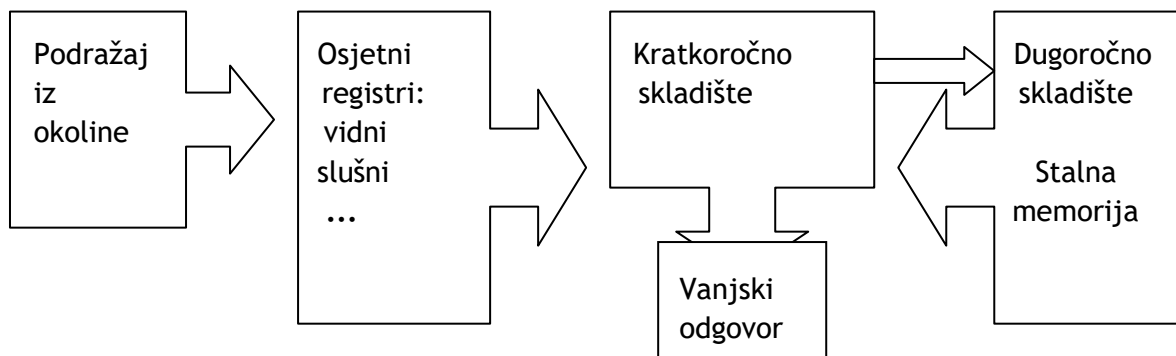 Podražaj
iz
okoline
Osjetni
registri:
vidni
slušni
...
Kratkoročno
skladište
Dugoročno
skladište
Stalna
memorija
Vanjski
odgovor